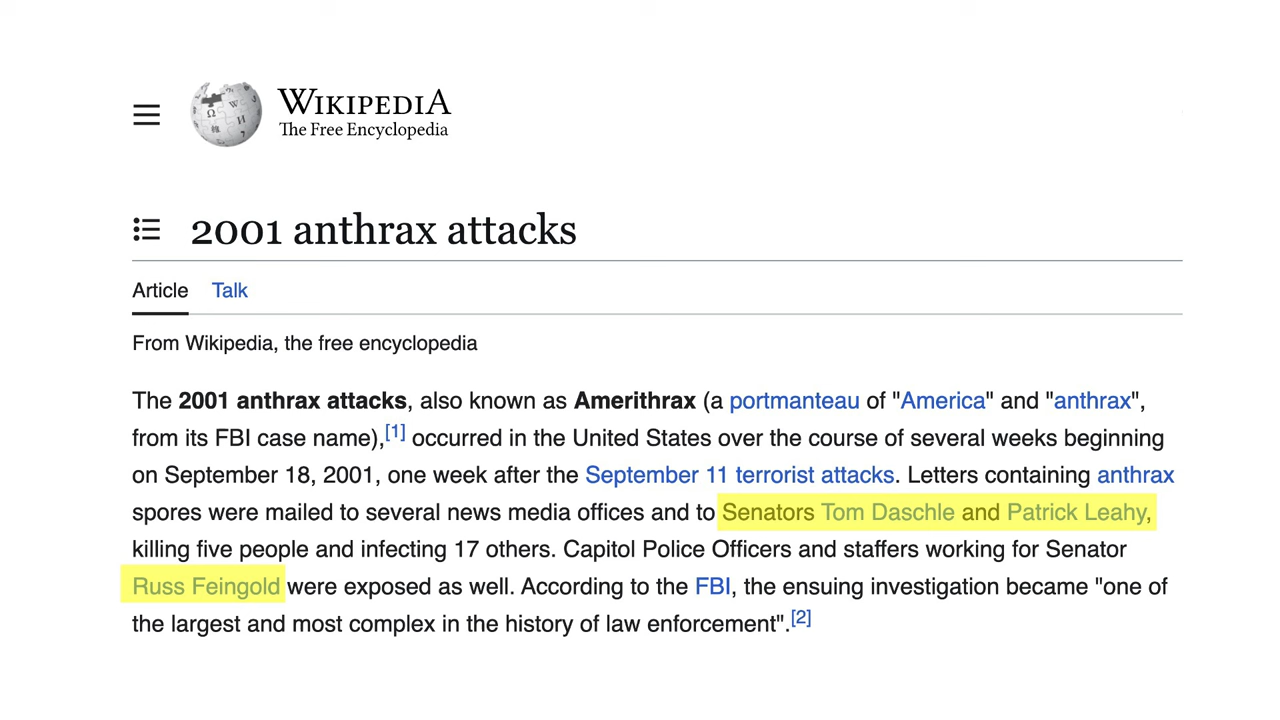 WIKIPEDIA
The Free Encyclopedia
2001 anthrax attacks
Article Talk
From Wikipedia, the free encyclopedia
The 2001 anthrax attacks, also known as Amerithrax (a portmanteau of "America" and "anthrax",
from its FBI case name),[1] occurred in the United States over the course of several weeks beginning
on September 18, 2001, one week after the September 11 terrorist attacks. Letters containing anthrax
spores were mailed to several news media offices and to Senators Tom Daschle and Patrick Leahy,
killing five people and infecting 17 others. Capitol Police Officers and staffers working for Senator
Russ Feingold were exposed as well. According to the FBI, the ensuing investigation became "one of
the largest and most complex in the history of law enforcement".[2]